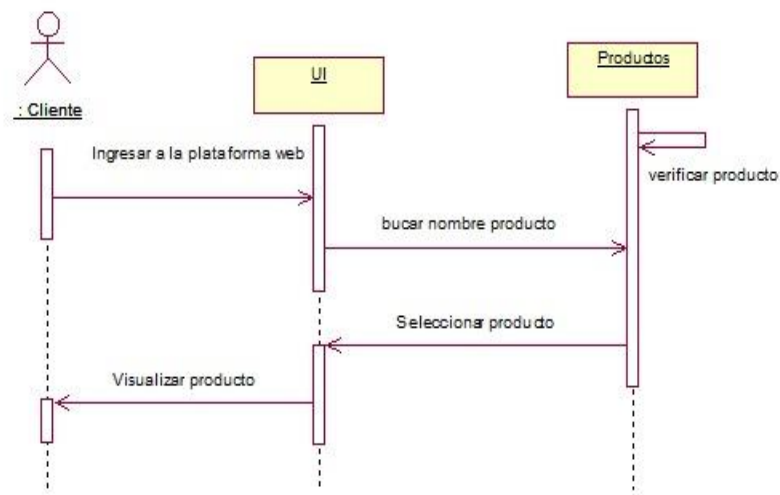 Productos
UI
: Cliente
Ingresar a la plataforma web
verificar producto
bucar nombre producto
Seleccionar producto
Visualizar producto